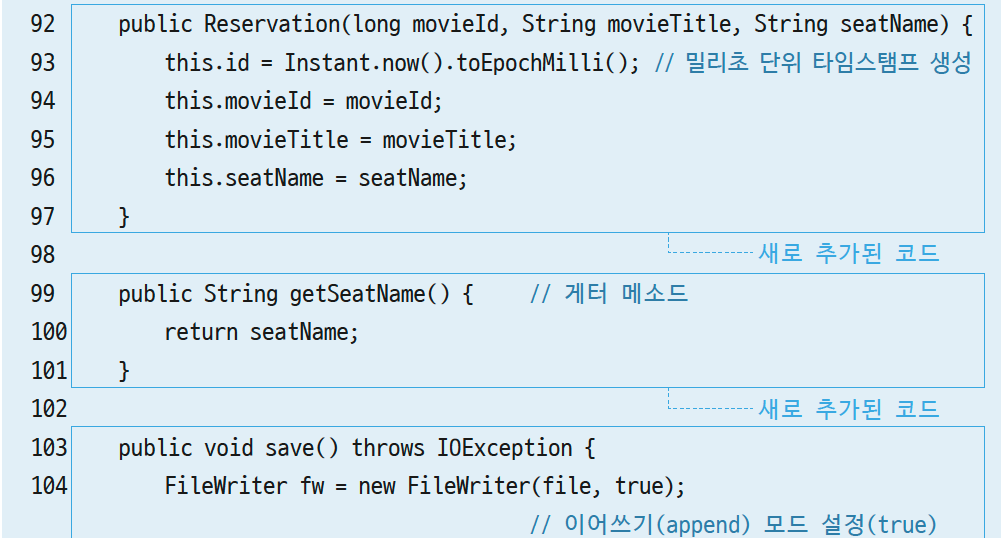 92 public Reservation(long movieId, String movieTitle, String seatName) {
93 this.id = Instant.now().toEpochMilli(); // 밀리초 단위 타임스탬프 생성
94 this.movieId = movieId;
95 this.movieTitle = movieTitle;
96 this.seatName = seatName;
97 }
98 새로 추가된 코드
99 public String getSeatName() { // 게터 메소드
100 return seatName;
101 }
102 새로 추가된 코드
103 public void save() throws IOException {
104 FileWriter fw = new FileWriter(file, true);
// 이어쓰기(append) 모드 설정(true)